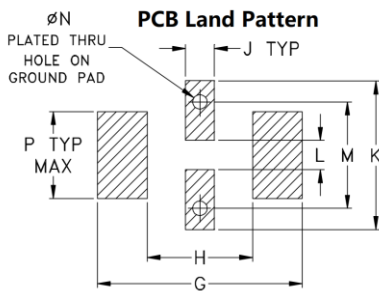 PCB Land Pattern
øN
PLATED THRU
HOLE ON
GROUND PAD
J TYP
P TYP
MAX
L
M
K
H
G